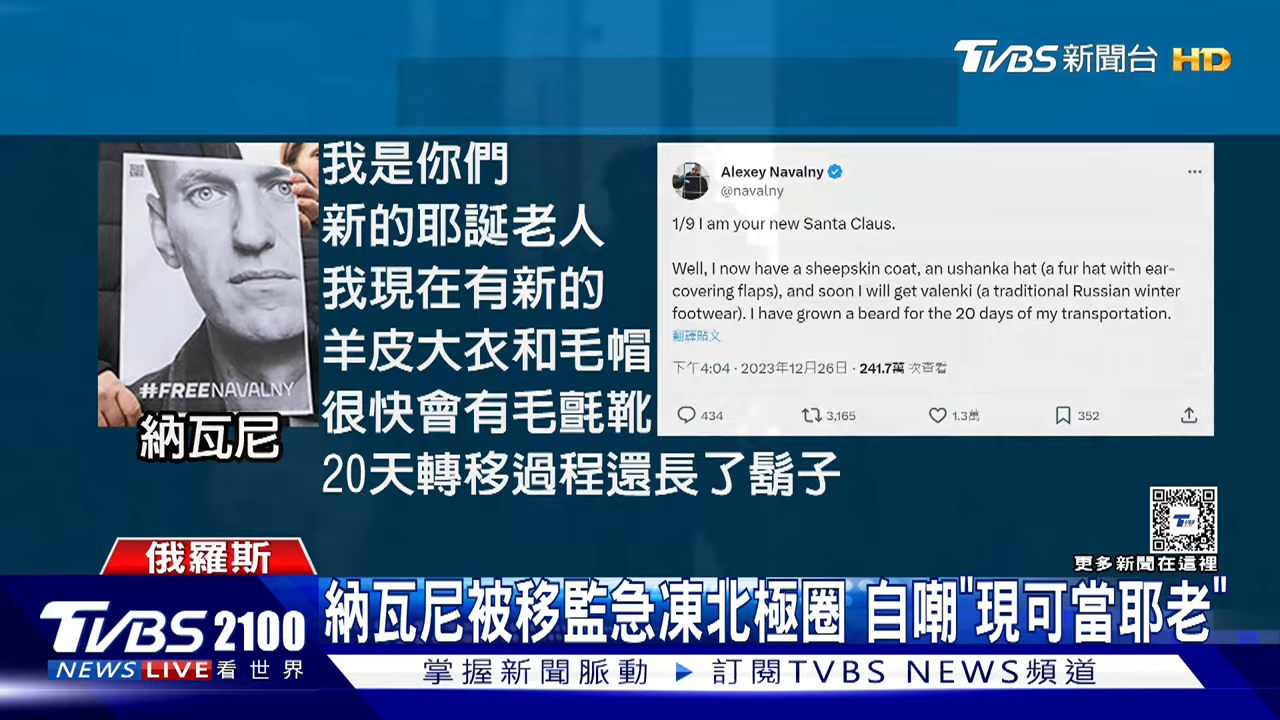 TVBS新聞台 HD
我是你們
新的耶誕老人
我現在有新的
羊皮大衣和毛帽
很快會有毛氈靴
20天轉移過程還長了鬍子
#FREENAVALNY
納瓦尼
Alexey Navalny
@navalny
1/9 I am your new Santa Claus.
Well, I now have a sheepskin coat, an ushanka hat (a fur hat with ear-
covering flaps), and soon I will get valenki (a traditional Russian winter
footwear). I have grown a beard for the 20 days of my transportation.
翻譯貼文
下午4:04 · 2023年12月26日 · 241.7萬 次查看
434 3,165 1.3萬 352
TVBS
更多新聞在這裡
俄羅斯
納瓦尼被移監急凍北極圈 自嘲"現可當耶老"
TVBS 2100
NEWS LIVE 看世界
掌握新聞脈動 訂閱TVBS NEWS頻道